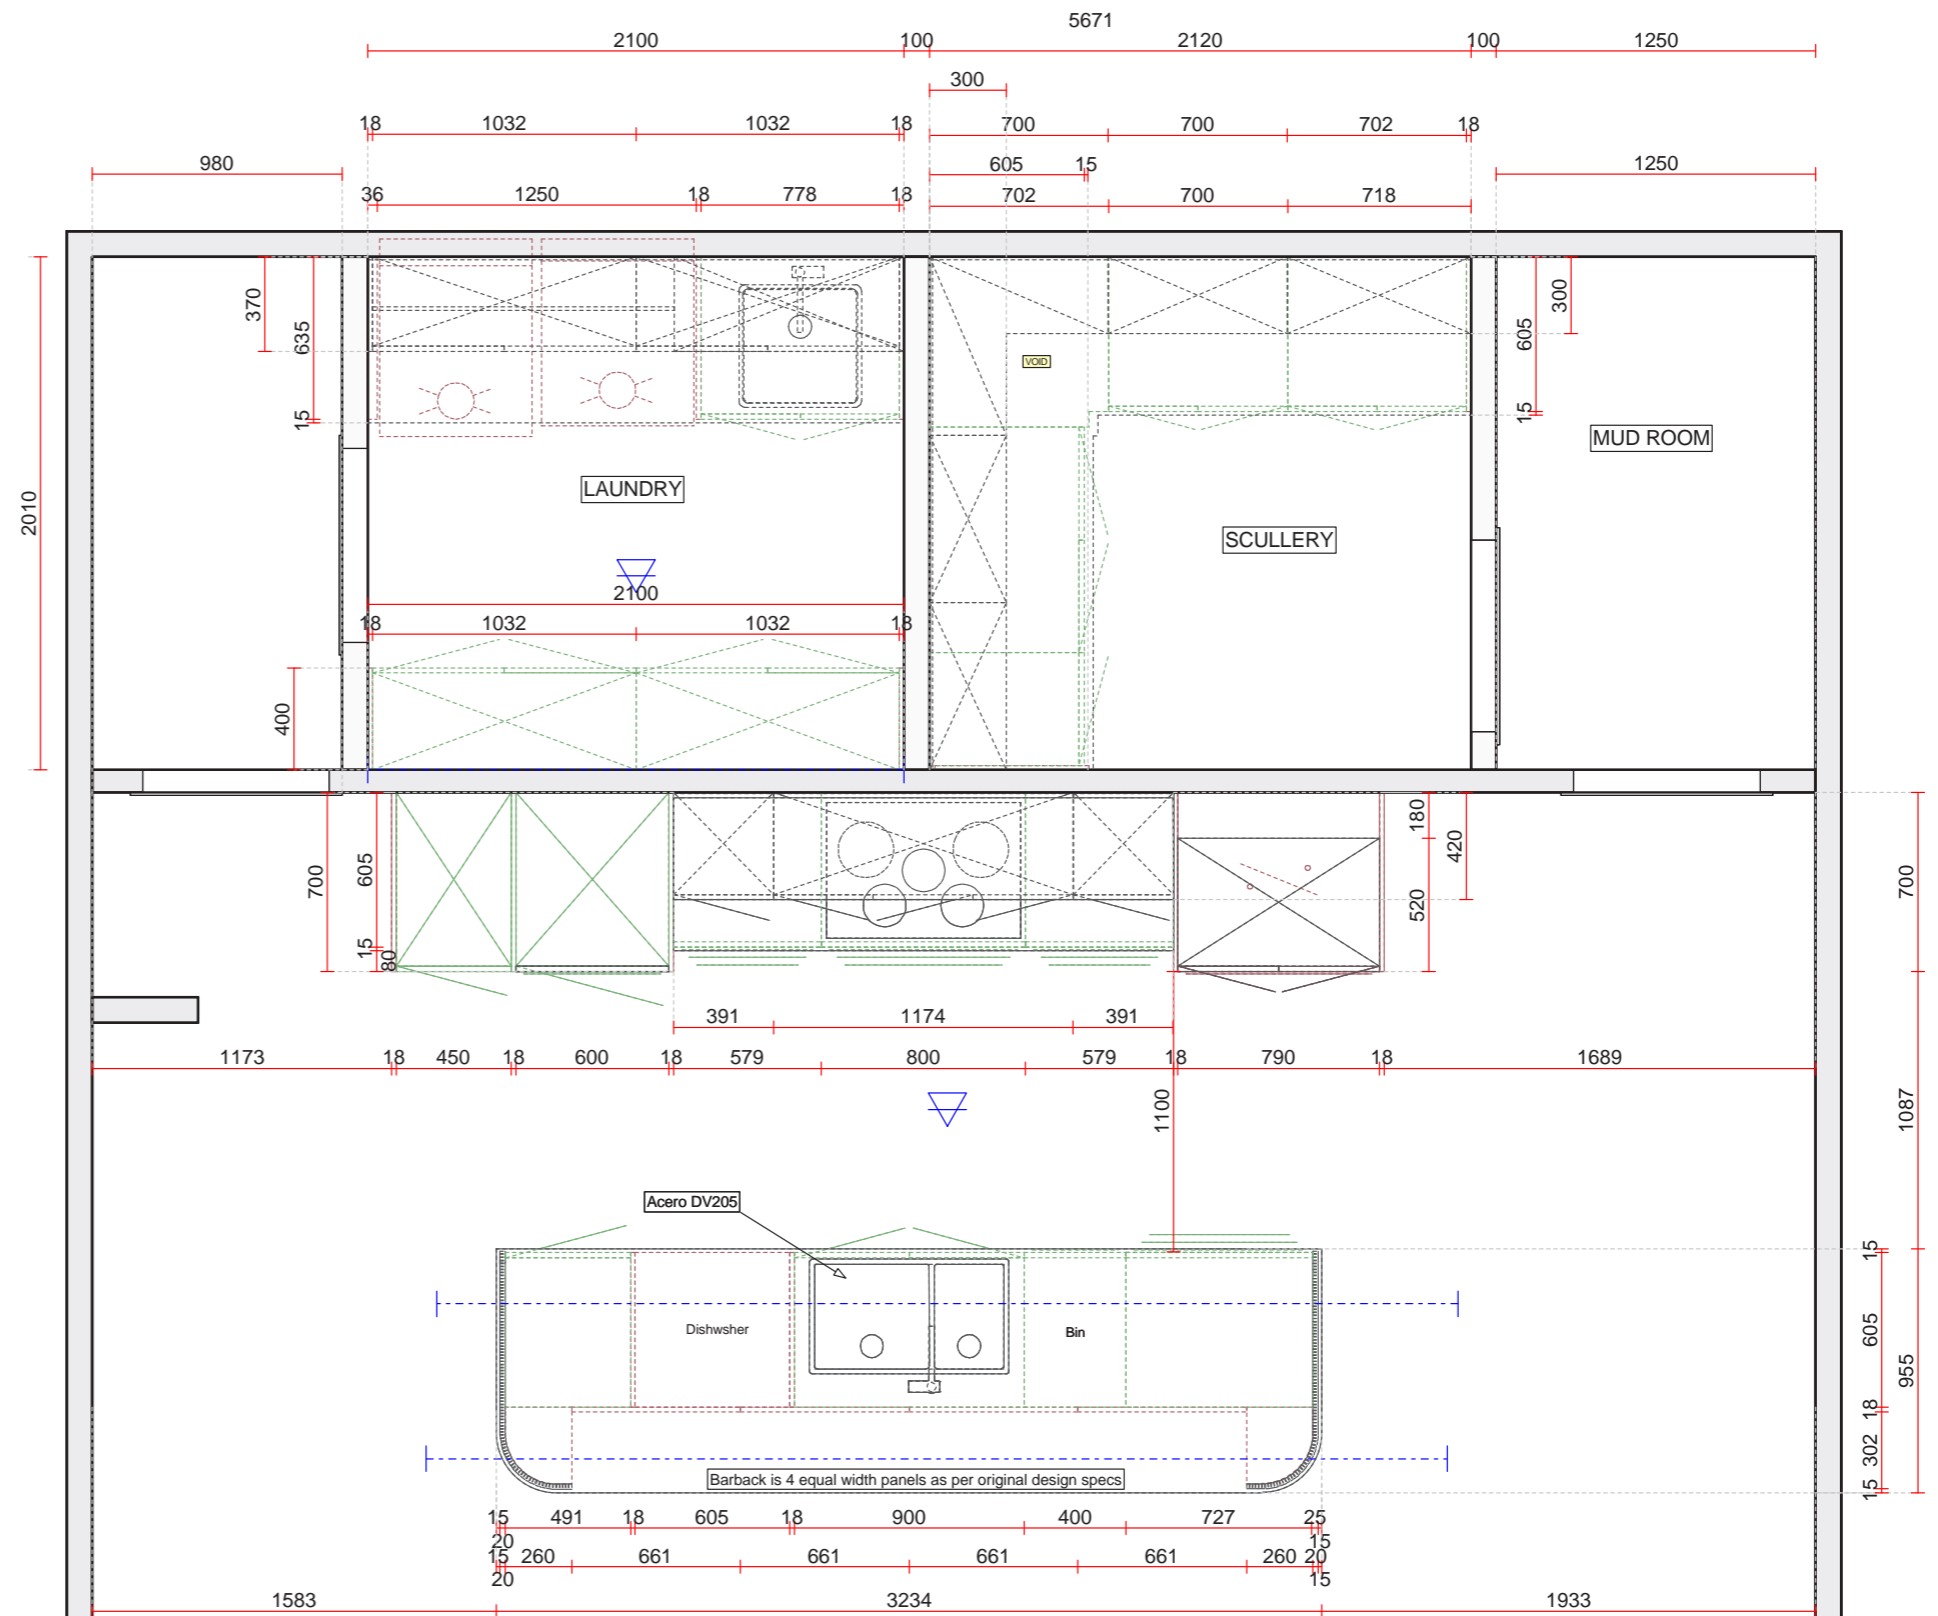 5671
2100 100 2120 100 1250
300
18 1032 1032 18 700 700 702 18
980 605 15 1250
36 1250 18 778 18 702 700 718
370 635 15 605 300 15
VOID
MUD ROOM
LAUNDRY
2010
SCULLERY
2100
18 1032 1032 18
400
700 605 15 80 180 420 520 700
391 1174 391
1173 18 450 18 600 18 579 800 579 18 790 18 1689
1100 1087
Acero DV205
15
Dishwsher
Bin
605
955
18
302
Barback is 4 equal width panels as per original design specs
15
15 491 18 605 18 900 400 727 25
20 15
15 260 661 661 661 661 260 20
20 15
1583 3234 1933